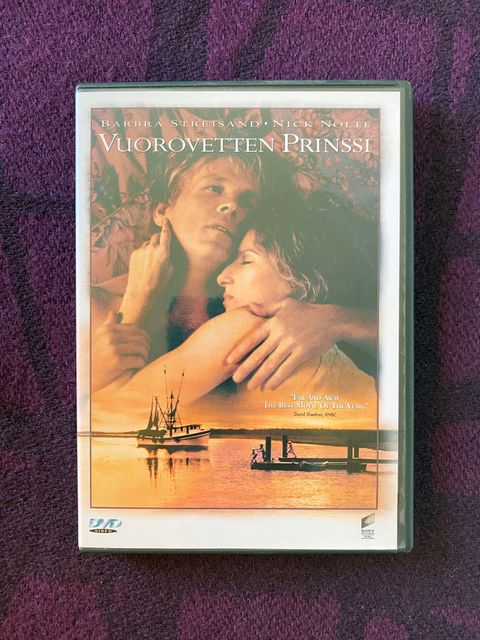 BARBRA STREISAND • NICK NOLTE
VUOROVETTEN PRINSSI
"FAR AND AWAY
THE BEST MOVIE OF THE YEAR."
David Sheehan, KNBC
DVD
VIDEO
SONY